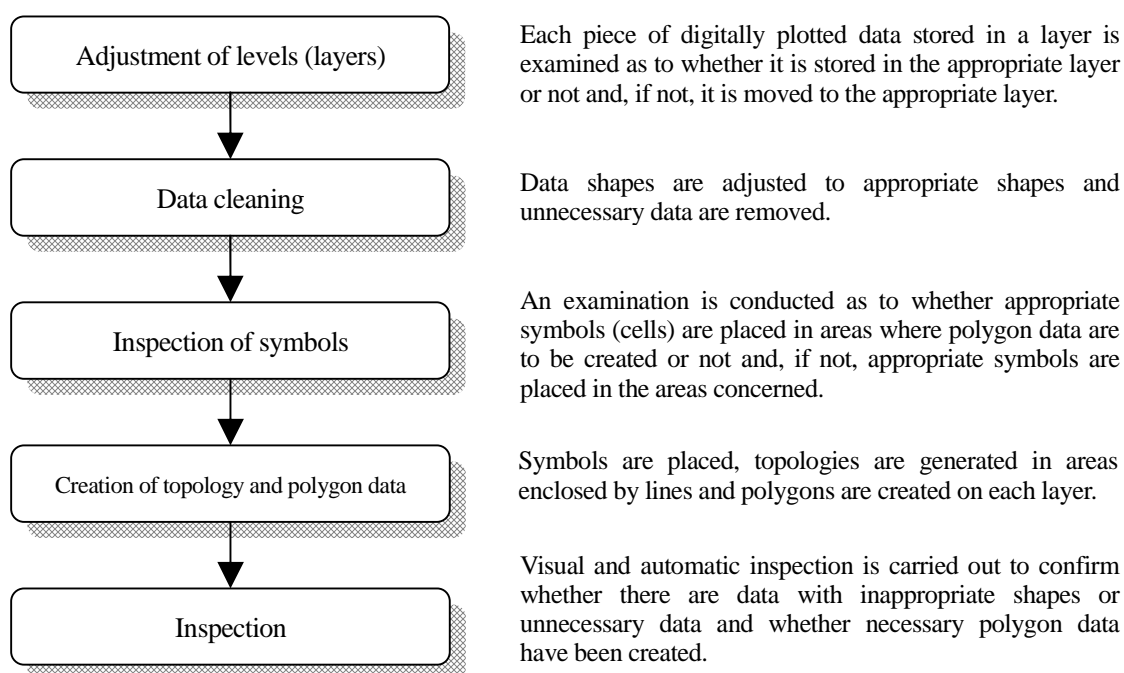 Adjustment of levels (layers)
Each piece of digitally plotted data stored in a layer is
examined as to whether it is stored in the appropriate layer
or not and, if not, it is moved to the appropriate layer.
Data cleaning
Data shapes are adjusted to appropriate shapes and
unnecessary data are removed.
Inspection of symbols
An examination is conducted as to whether appropriate
symbols (cells) are placed in areas where polygon data are
to be created or not and, if not, appropriate symbols are
placed in the areas concerned.
Creation of topology and polygon data
Symbols are placed, topologies are generated in areas
enclosed by lines and polygons are created on each layer.
Inspection
Visual and automatic inspection is carried out to confirm
whether there are data with inappropriate shapes or
unnecessary data and whether necessary polygon data
have been created.